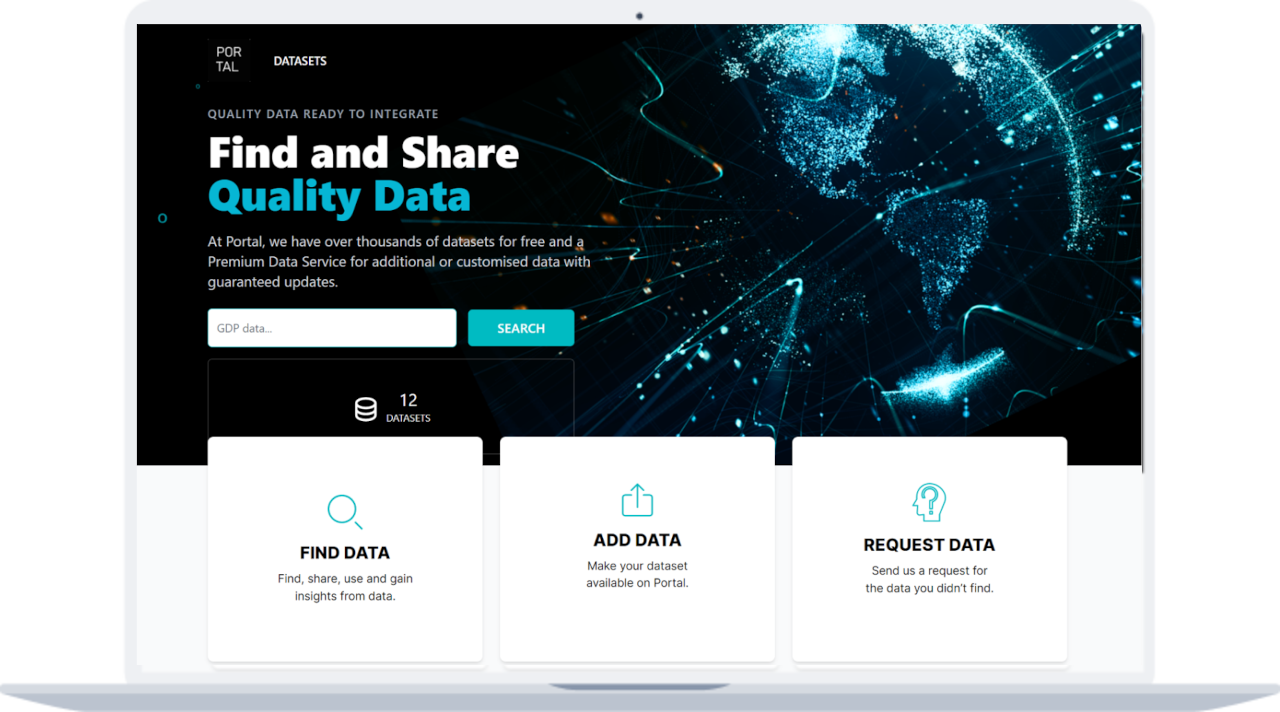 POR
TAL
DATASETS
QUALITY DATA READY TO INTEGRATE
Find and Share
Quality Data
At Portal, we have over thousands of datasets for free and a
Premium Data Service for additional or customised data with
guaranteed updates.
GDP data...
SEARCH
12
DATASETS
FIND DATA
Find, share, use and gain
insights from data.
ADD DATA
Make your dataset
available on Portal.
REQUEST DATA
Send us a request for
the data you didn't find.